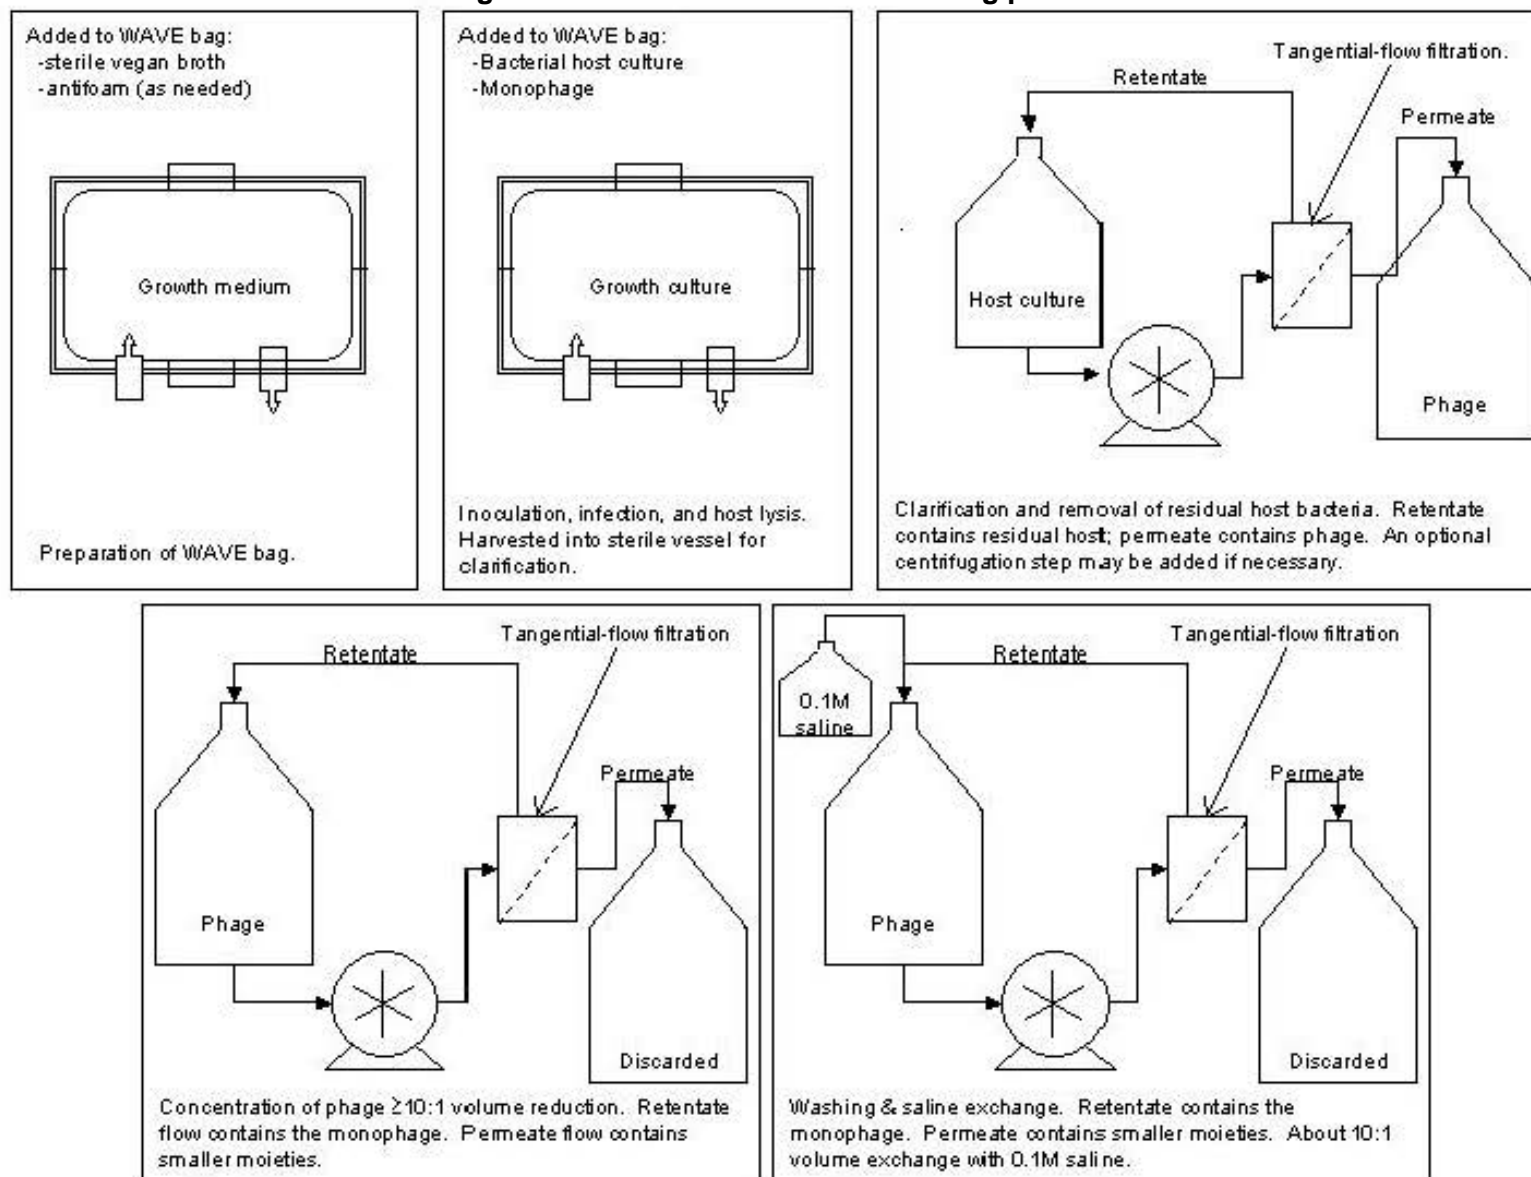 Added to WAVE bag:
-sterile vegan broth
-antifoam (as needed)
Growth medium
Preparation of WAVE bag.
Added to WAVE bag:
-Bacterial host culture
-Monophage
Growth culture
Inoculation, infection, and host lysis.
Harvested into sterile vessel for
clarification.
Tangential-flow filtration.
Retentate
Permeate
Host culture
Phage
Clarification and removal of residual host bacteria. Retentate
contains residual host; permeate contains phage. An optional
centrifugation step may be added if necessary.
Tangential-flow filtration
Retentate
Permeate
Phage
Discarded
Concentration of phage ≥10:1 volume reduction. Retentate
flow contains the monophage. Permeate flow contains
smaller moieties.
Tangential-flow filtration
Retentate
0.1M
saline
Permeate
Phage
Discarded
Washing & saline exchange. Retentate contains the
monophage. Permeate contains smaller moieties. About 10:1
volume exchange with 0.1M saline.